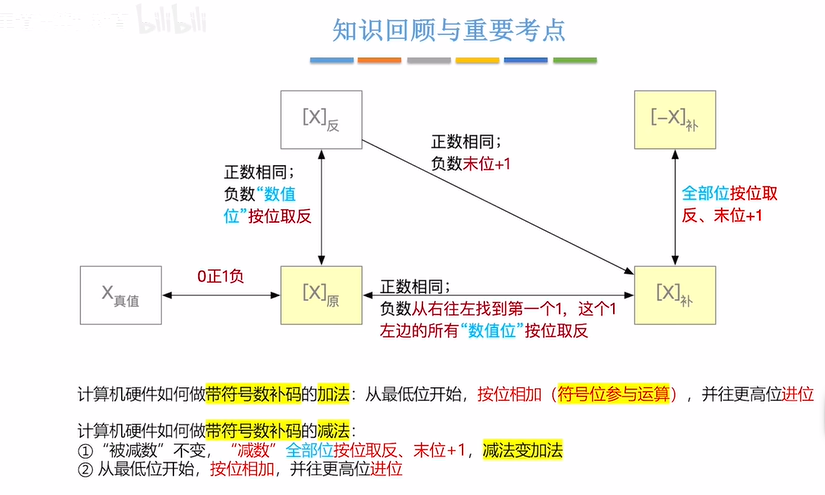 bilibili
知识回顾与重要考点
[X]反
[-X]补
正数相同；
负数末位+1
正数相同；
负数“数值
位”按位取反
全部位按位取
反、末位+1
0正1负
X真值
[X]原
正数相同；
负数从右往左找到第一个1，这个1
左边的所有“数值位”按位取反
[X]补
计算机硬件如何做带符号数补码的加法：从最低位开始，按位相加（符号位参与运算），并往更高位进位
计算机硬件如何做带符号数补码的减法：
①“被减数”不变，“减数”全部位按位取反、末位+1，减法变加法
② 从最低位开始，按位相加，并往更高位进位